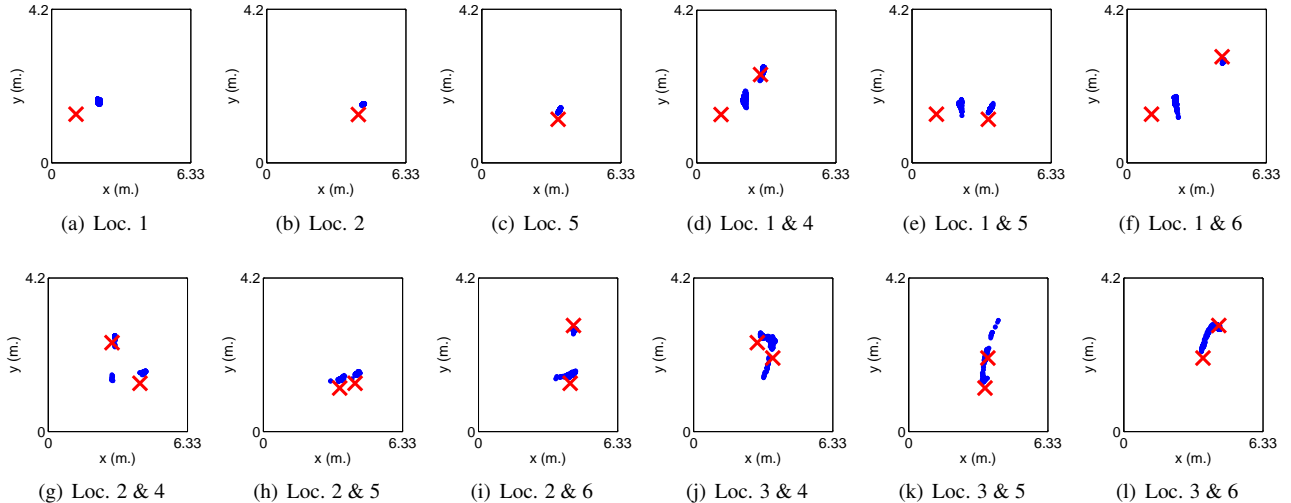 4.2 4.2 4.2 4.2 4.2 4.2
y (m.) y (m.) y (m.) y (m.) y (m.) y (m.)
0 0 0 0 0 0
0 6.33 0 6.33 0 6.33 0 6.33 0 6.33 0 6.33
x (m.) x (m.) x (m.) x (m.) x (m.) x (m.)
(a) Loc. 1 (b) Loc. 2 (c) Loc. 5 (d) Loc. 1 & 4 (e) Loc. 1 & 5 (f) Loc. 1 & 6
4.2 4.2 4.2 4.2 4.2 4.2
y (m.) y (m.) y (m.) y (m.) y (m.) y (m.)
0 0 0 0 0 0
0 6.33 0 6.33 0 6.33 0 6.33 0 6.33 0 6.33
x (m.) x (m.) x (m.) x (m.) x (m.) x (m.)
(g) Loc. 2 & 4 (h) Loc. 2 & 5 (i) Loc. 2 & 6 (j) Loc. 3 & 4 (k) Loc. 3 & 5 (l) Loc. 3 & 6